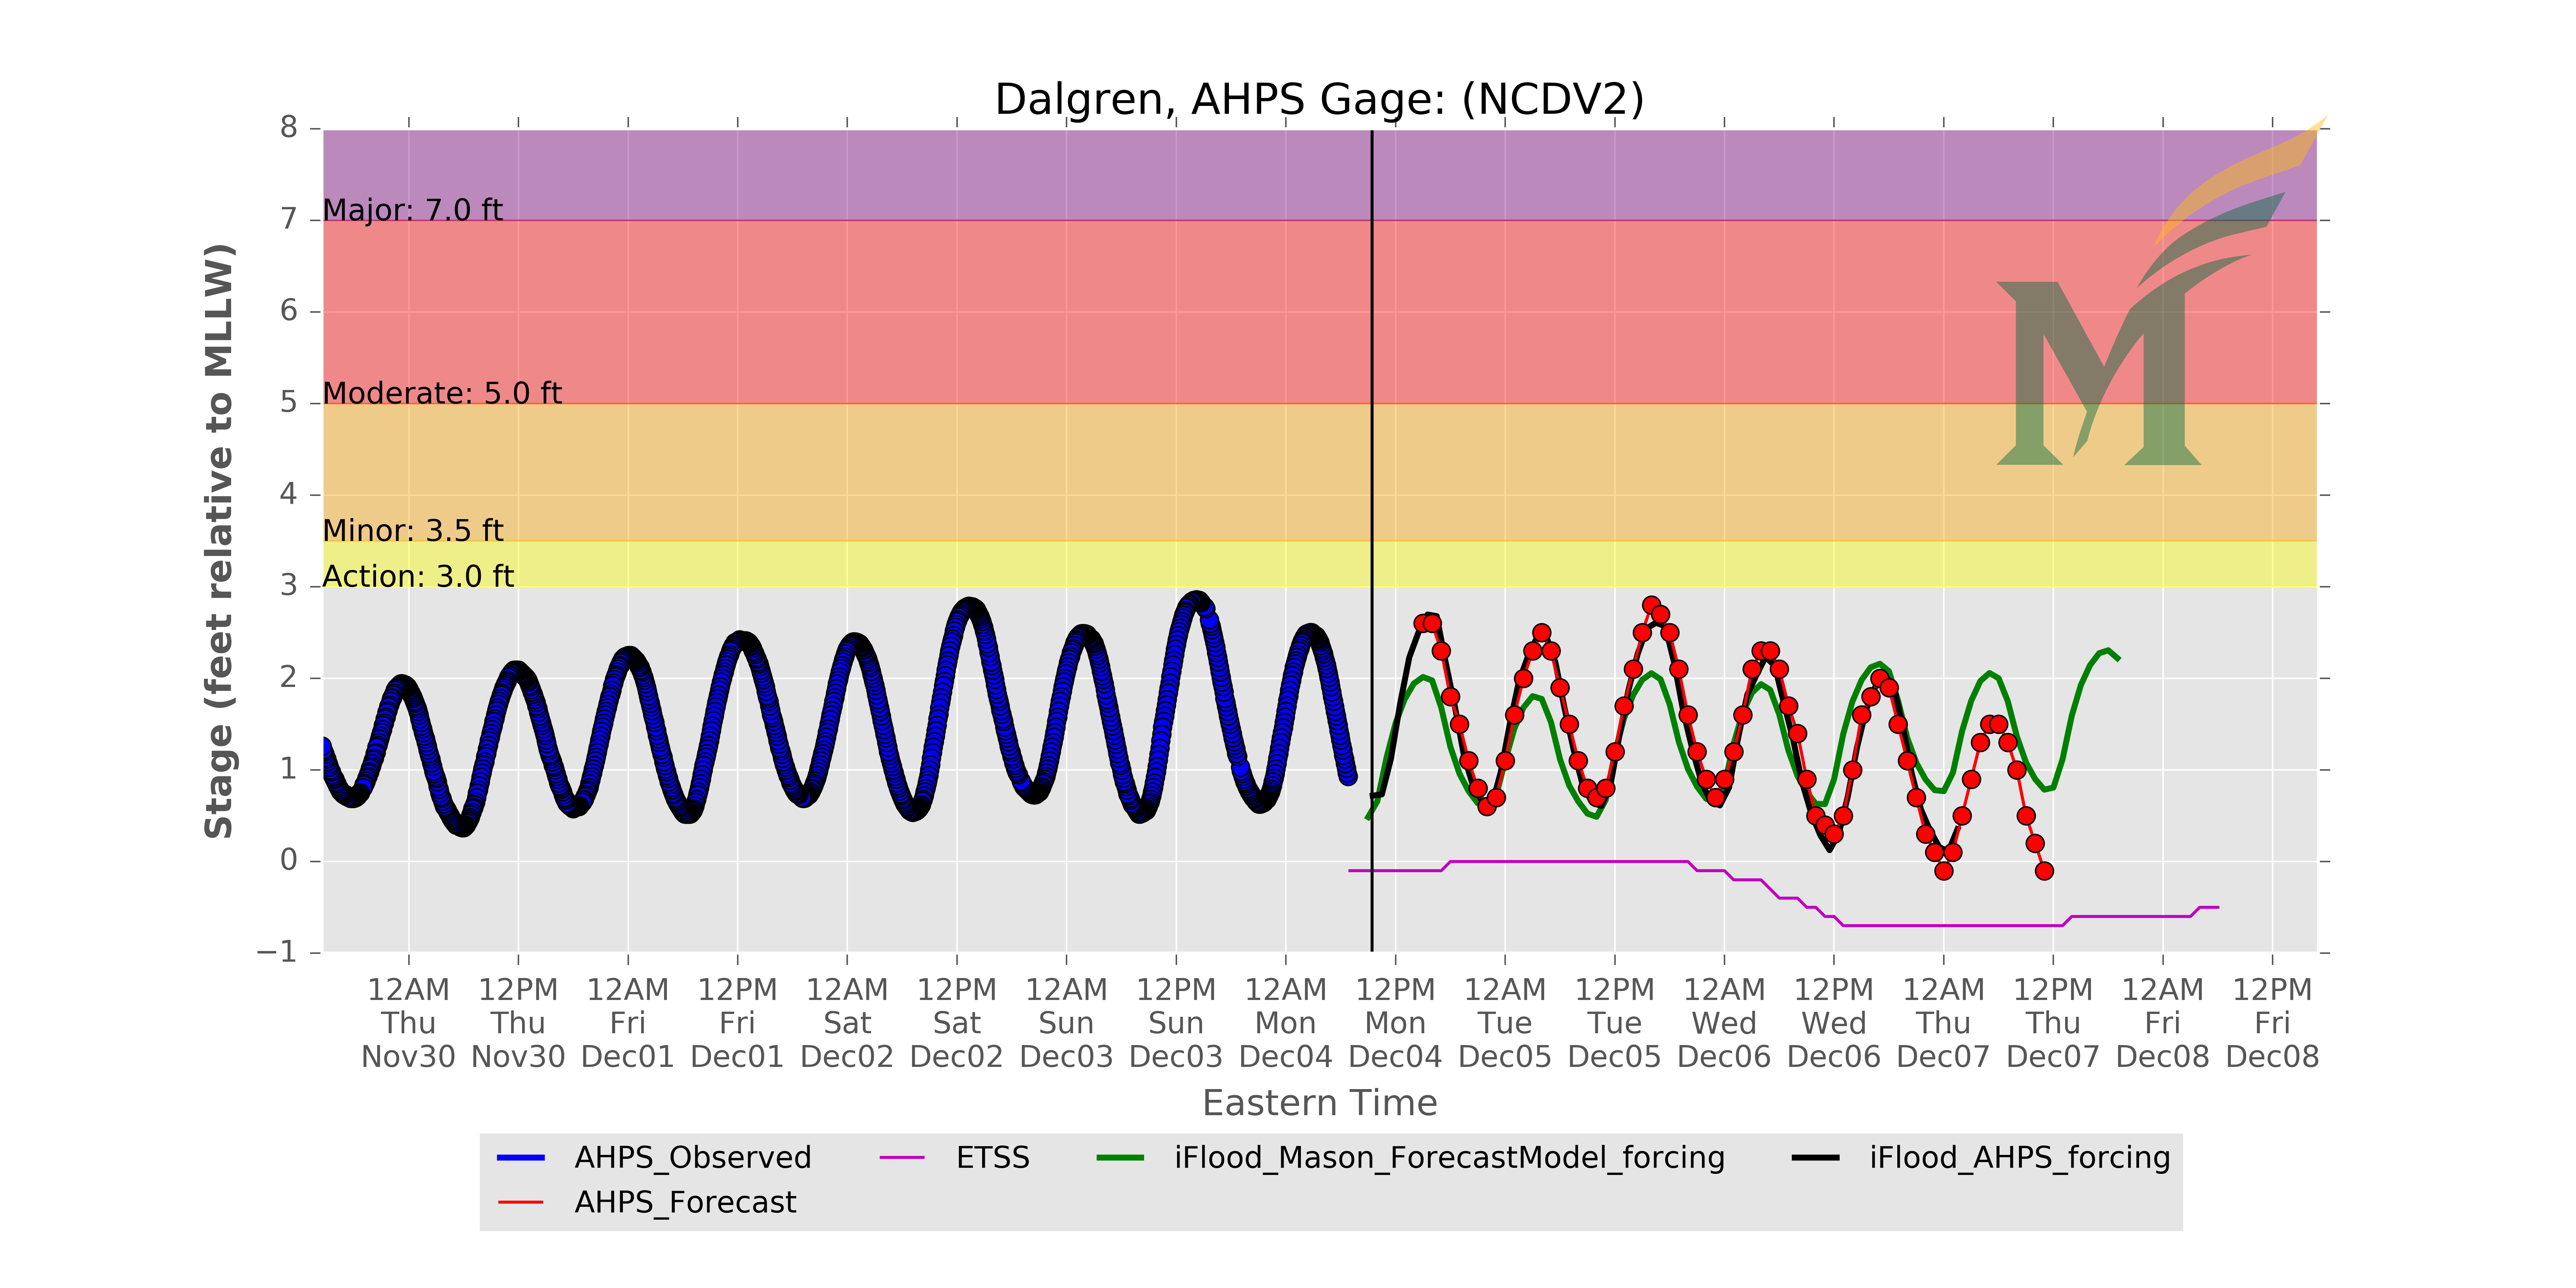 Dalgren, AHPS Gage: (NCDV2)
Stage (feet relative to MLLW)
8
7
6
5
4
3
2
1
0
−1
Major: 7.0 ft
Moderate: 5.0 ft
Minor: 3.5 ft
Action: 3.0 ft
M
12AM 12PM 12AM 12PM 12AM 12PM 12AM 12PM 12AM 12PM 12AM 12PM 12AM 12PM 12AM 12PM 12AM 12PM
Thu Thu Fri Fri Sat Sat Sun Sun Mon Mon Tue Tue Wed Wed Thu Thu Fri Fri
Nov30 Nov30 Dec01 Dec01 Dec02 Dec02 Dec03 Dec03 Dec04 Dec04 Dec05 Dec05 Dec06 Dec06 Dec07 Dec07 Dec08 Dec08
Eastern Time
AHPS_Observed ETSS iFlood_Mason_ForecastModel_forcing iFlood_AHPS_forcing
AHPS_Forecast